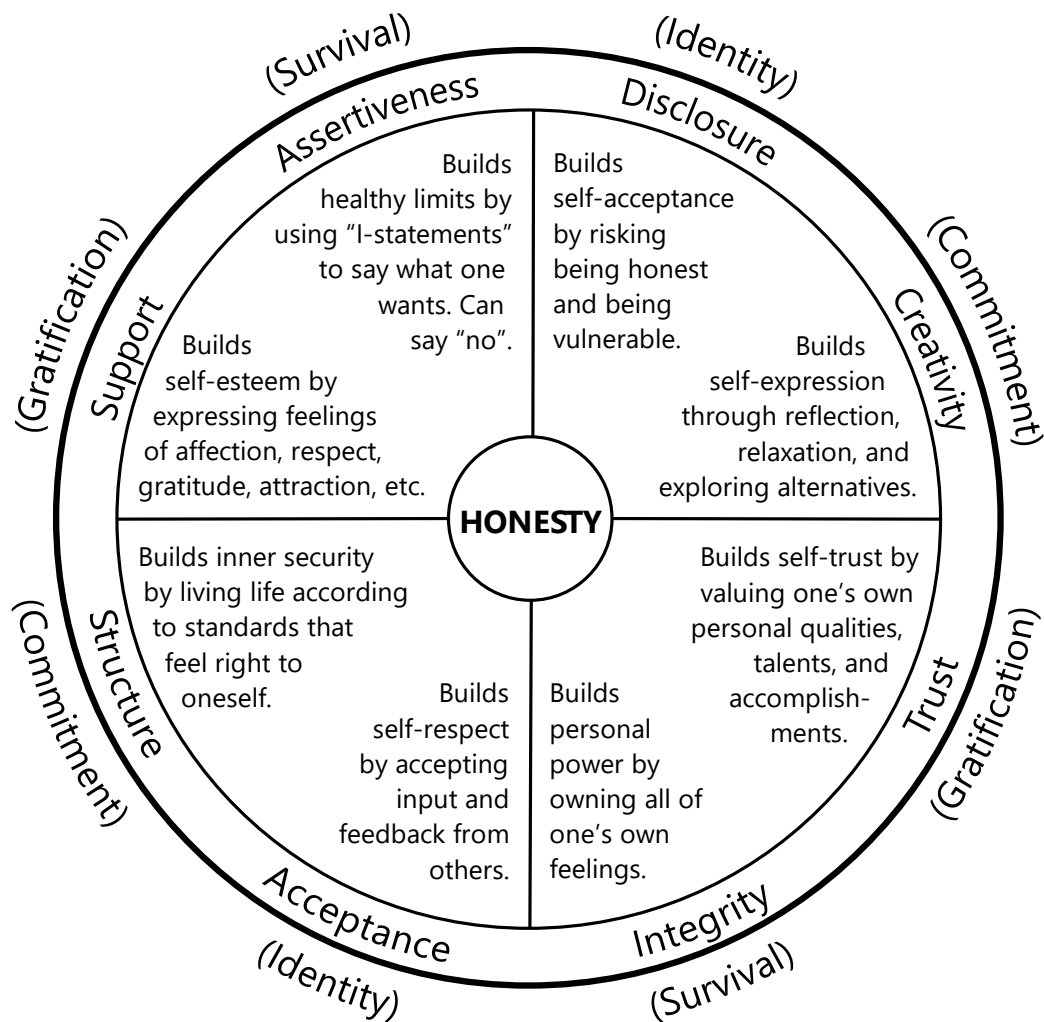 (Survival)
Assertiveness
Builds
healthy limits by
using “I-statements”
to say what one
wants. Can
say “no”.
(Identity)
Disclosure
Builds
self-acceptance
by risking
being honest
and being
vulnerable.
(Commitment)
Creativity
Builds
self-expression
through reflection,
relaxation, and
exploring alternatives.
(Gratification)
Support
Builds
self-esteem by
expressing feelings
of affection, respect,
gratitude, attraction, etc.
HONESTY
(Commitment)
Structure
Builds inner security
by living life according
to standards that
feel right to
oneself.
(Identity)
Acceptance
Builds
self-respect
by accepting
input and
feedback from
others.
(Survival)
Integrity
Builds
personal
power by
owning all of
one’s own
feelings.
(Gratification)
Trust
Builds self-trust by
valuing one’s own
personal qualities,
talents, and
accomplish-
ments.